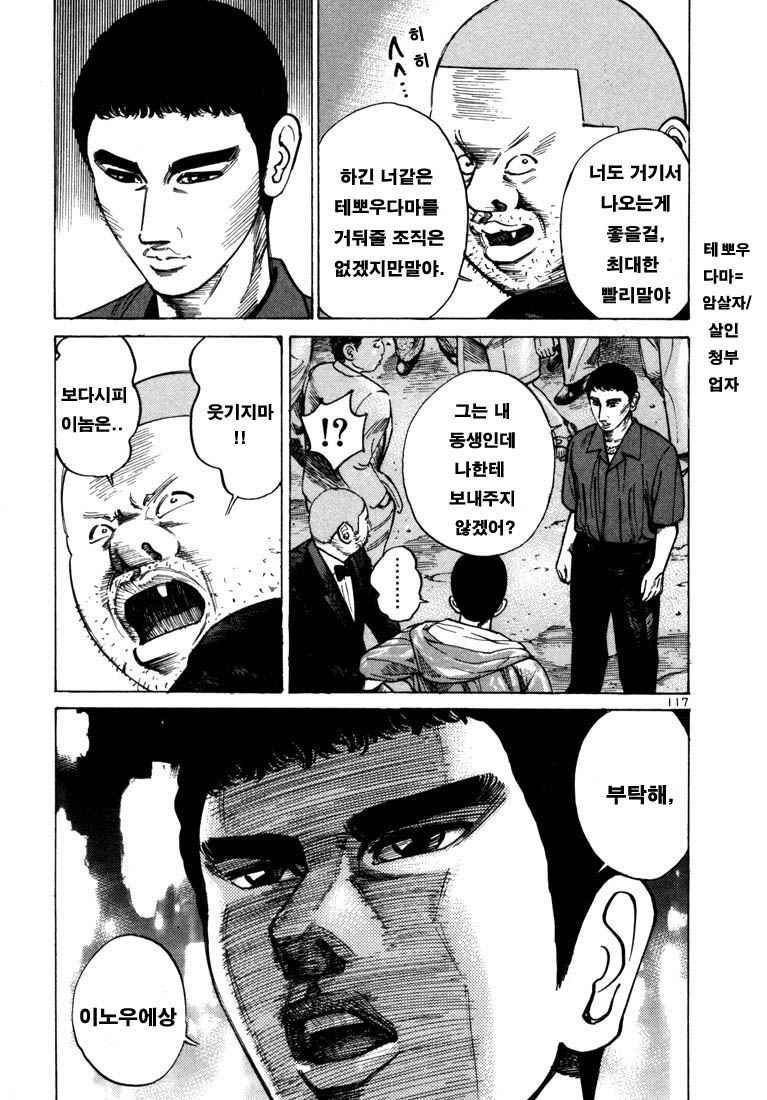 히
히
너도 거기서
나오는게
좋을걸,
최대한
빨리말야
하긴 너같은
테뽀우다마를
거둬줄 조직은
없겠지만말야.
테뽀우
다마=
암살자/
살인
청부
업자
그는 내
동생인데
나한테
보내주지
않겠어?
!?
………
웃기지마
!!
보다시피
이놈은..
117
부탁해,
이노우에상